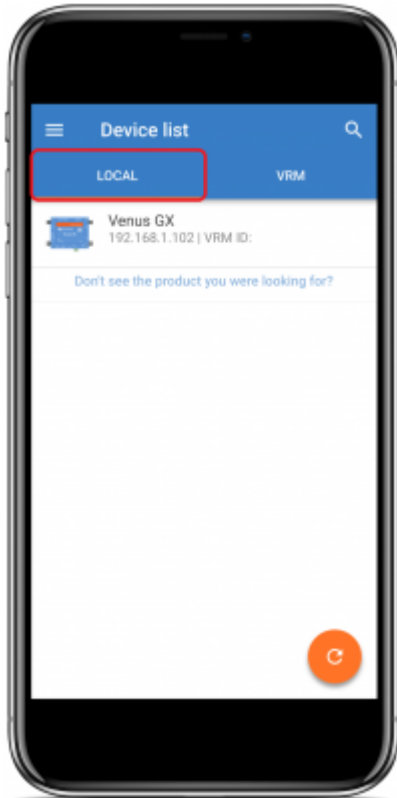 Device list
LOCAL
VRM
Venus GX
192.168.1.102 | VRM ID:
Don't see the product you were looking for?